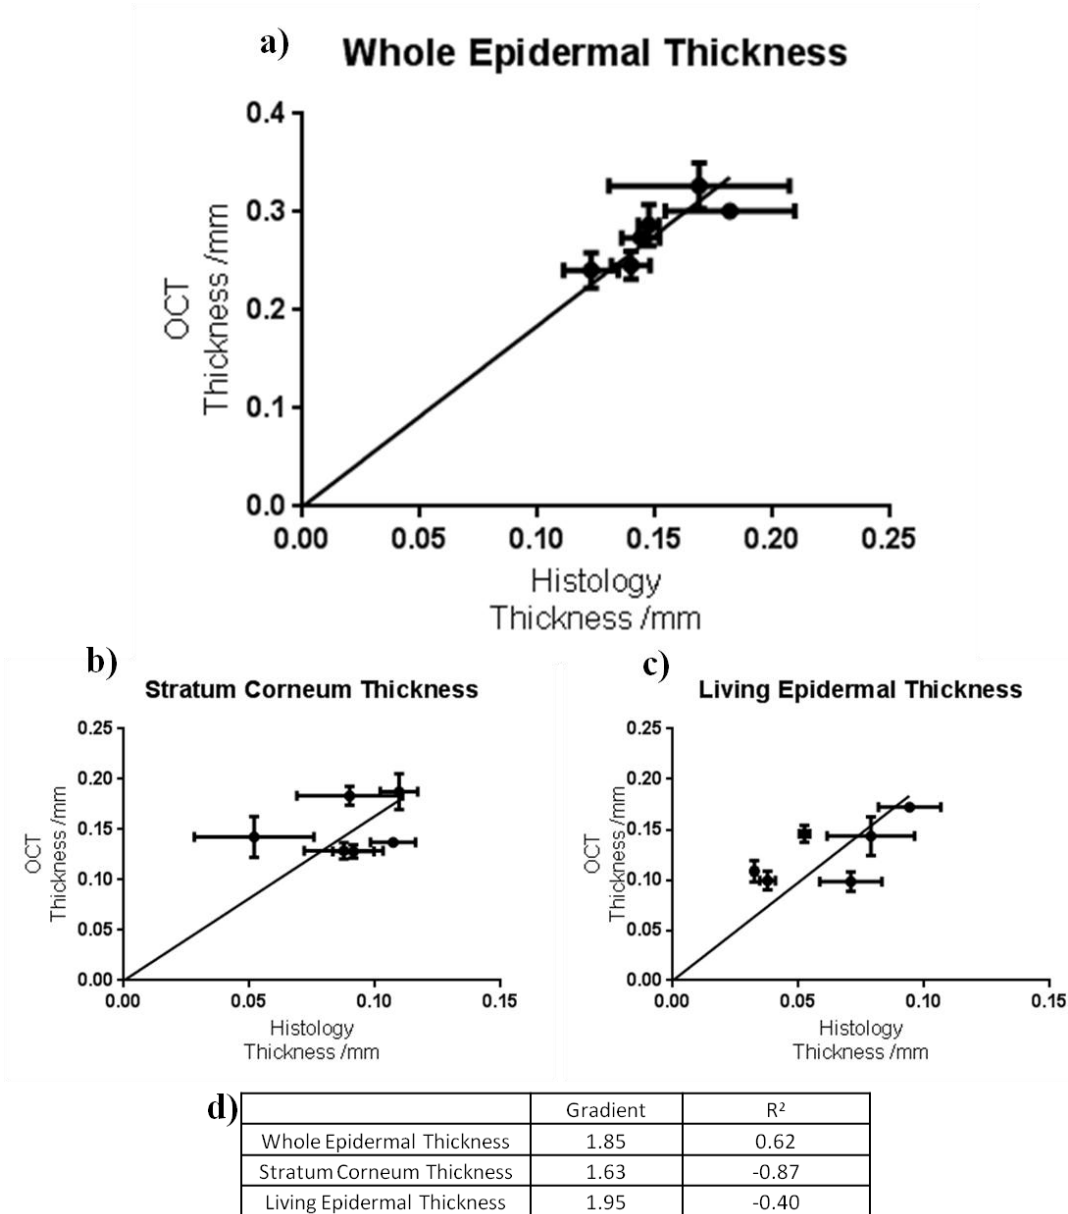 a)
Whole Epidermal Thickness
0.4
0.3
0.2
0.1
0.0
OCT
Thickness /mm
0.00 0.05 0.10 0.15 0.20 0.25
Histology
Thickness /mm
b)
Stratum Corneum Thickness
0.25
0.20
0.15
0.10
0.05
0.00
OCT
Thickness /mm
0.00 0.05 0.10 0.15
Histology
Thickness /mm
c)
Living Epidermal Thickness
0.25
0.20
0.15
0.10
0.05
0.00
OCT
Thickness /mm
0.00 0.05 0.10 0.15
Histology
Thickness /mm
d)
Gradient R²
Whole Epidermal Thickness 1.85 0.62
Stratum Corneum Thickness 1.63 -0.87
Living Epidermal Thickness 1.95 -0.40